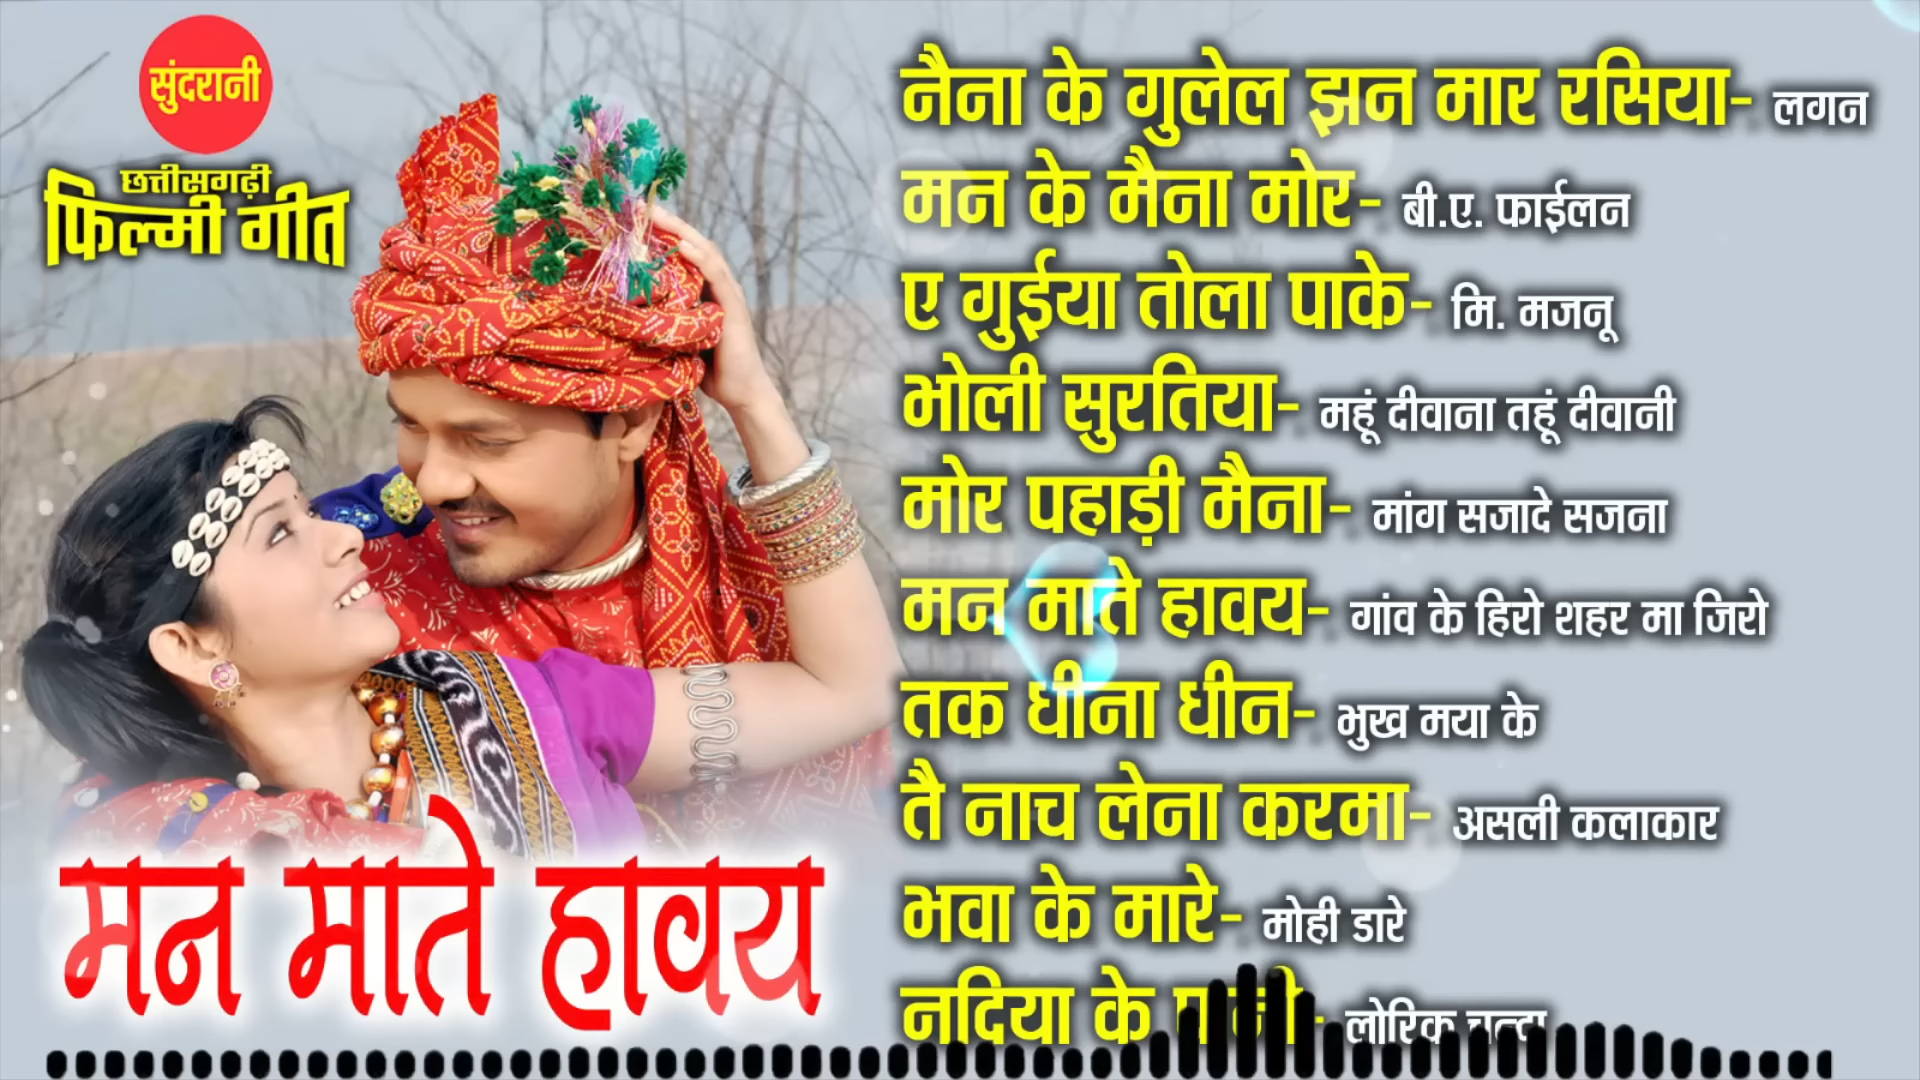 सुंदरानी
छत्तीसगढ़ी
फिल्मी गीत
नैना के गुलेल झन मार रसिया- लगन
मन के मैना मोर- बी.ए. फाईलन
ए गुईया तोला पाके- मि. मजनू
भोली सुरतिया- महूं दीवाना तहूं दीवानी
मोर पहाड़ी मैना- मांग सजादे सजना
मन माते हावय- गांव के हिरो शहर मा जिरो
तक धीना धीन- भुख मया के
तै नाच लेना करमा- असली कलाकार
भवा के मारे- मोही डारे
नदिया के - लोरिक चन्दा
मन माते हावय